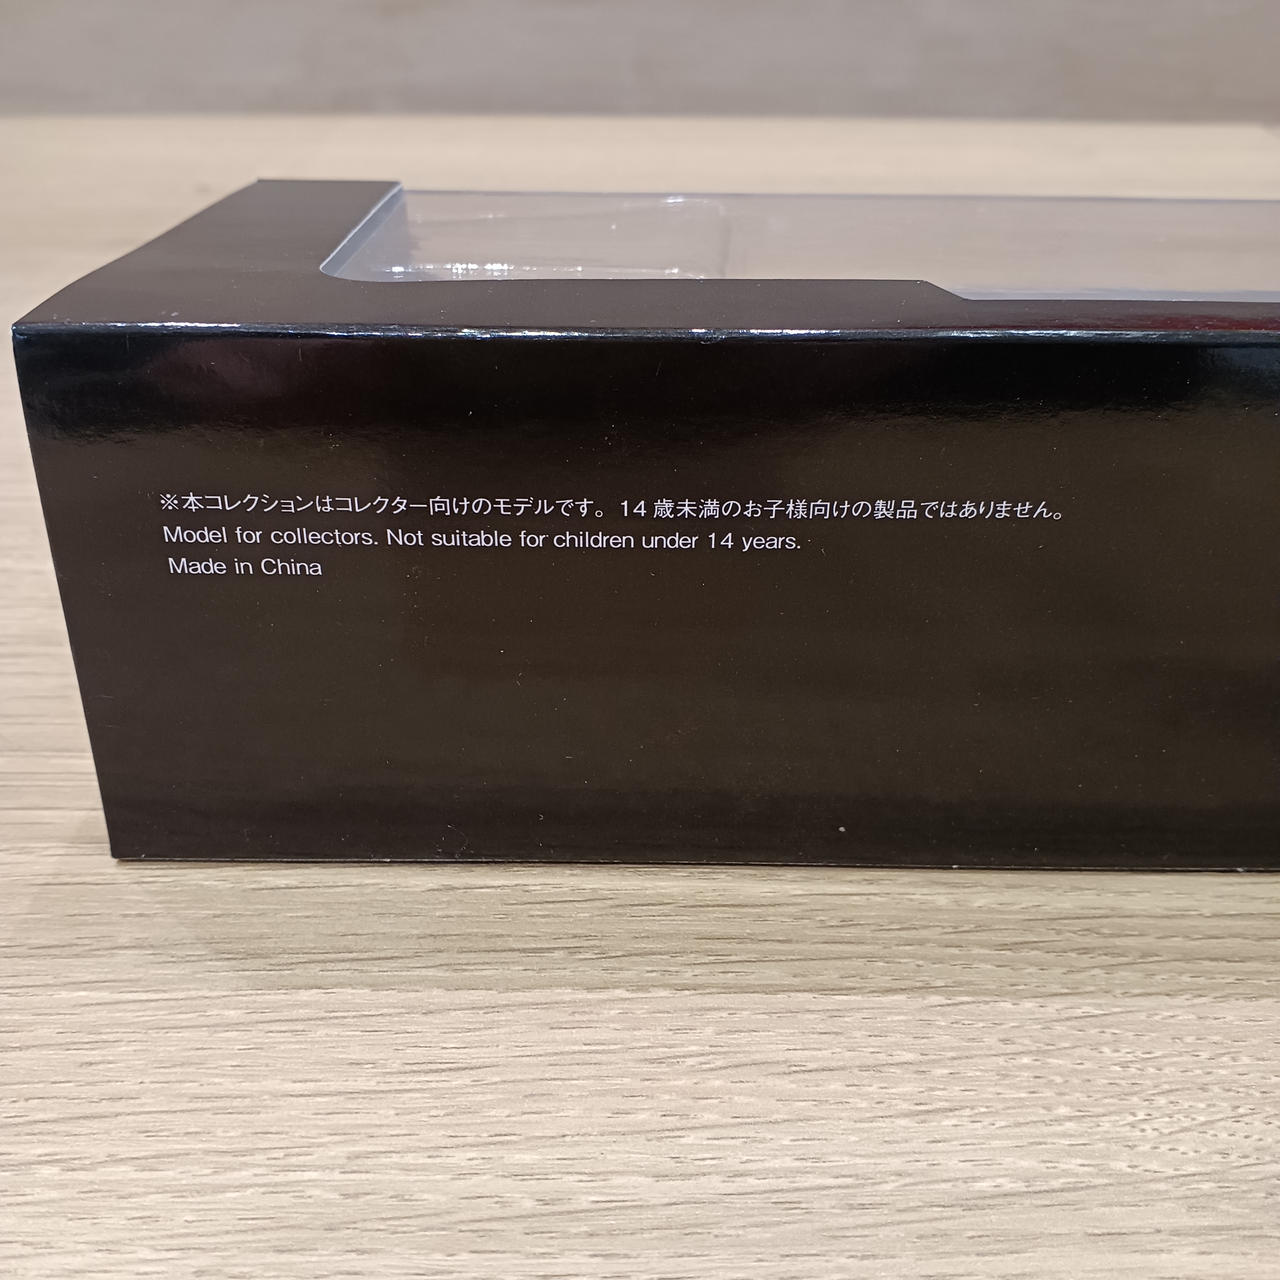 ※本コレクションはコレクター向けのモデルです。14歳未満のお子様向けの製品ではありません。
Model for collectors. Not suitable for children under 14 years.
Made in China